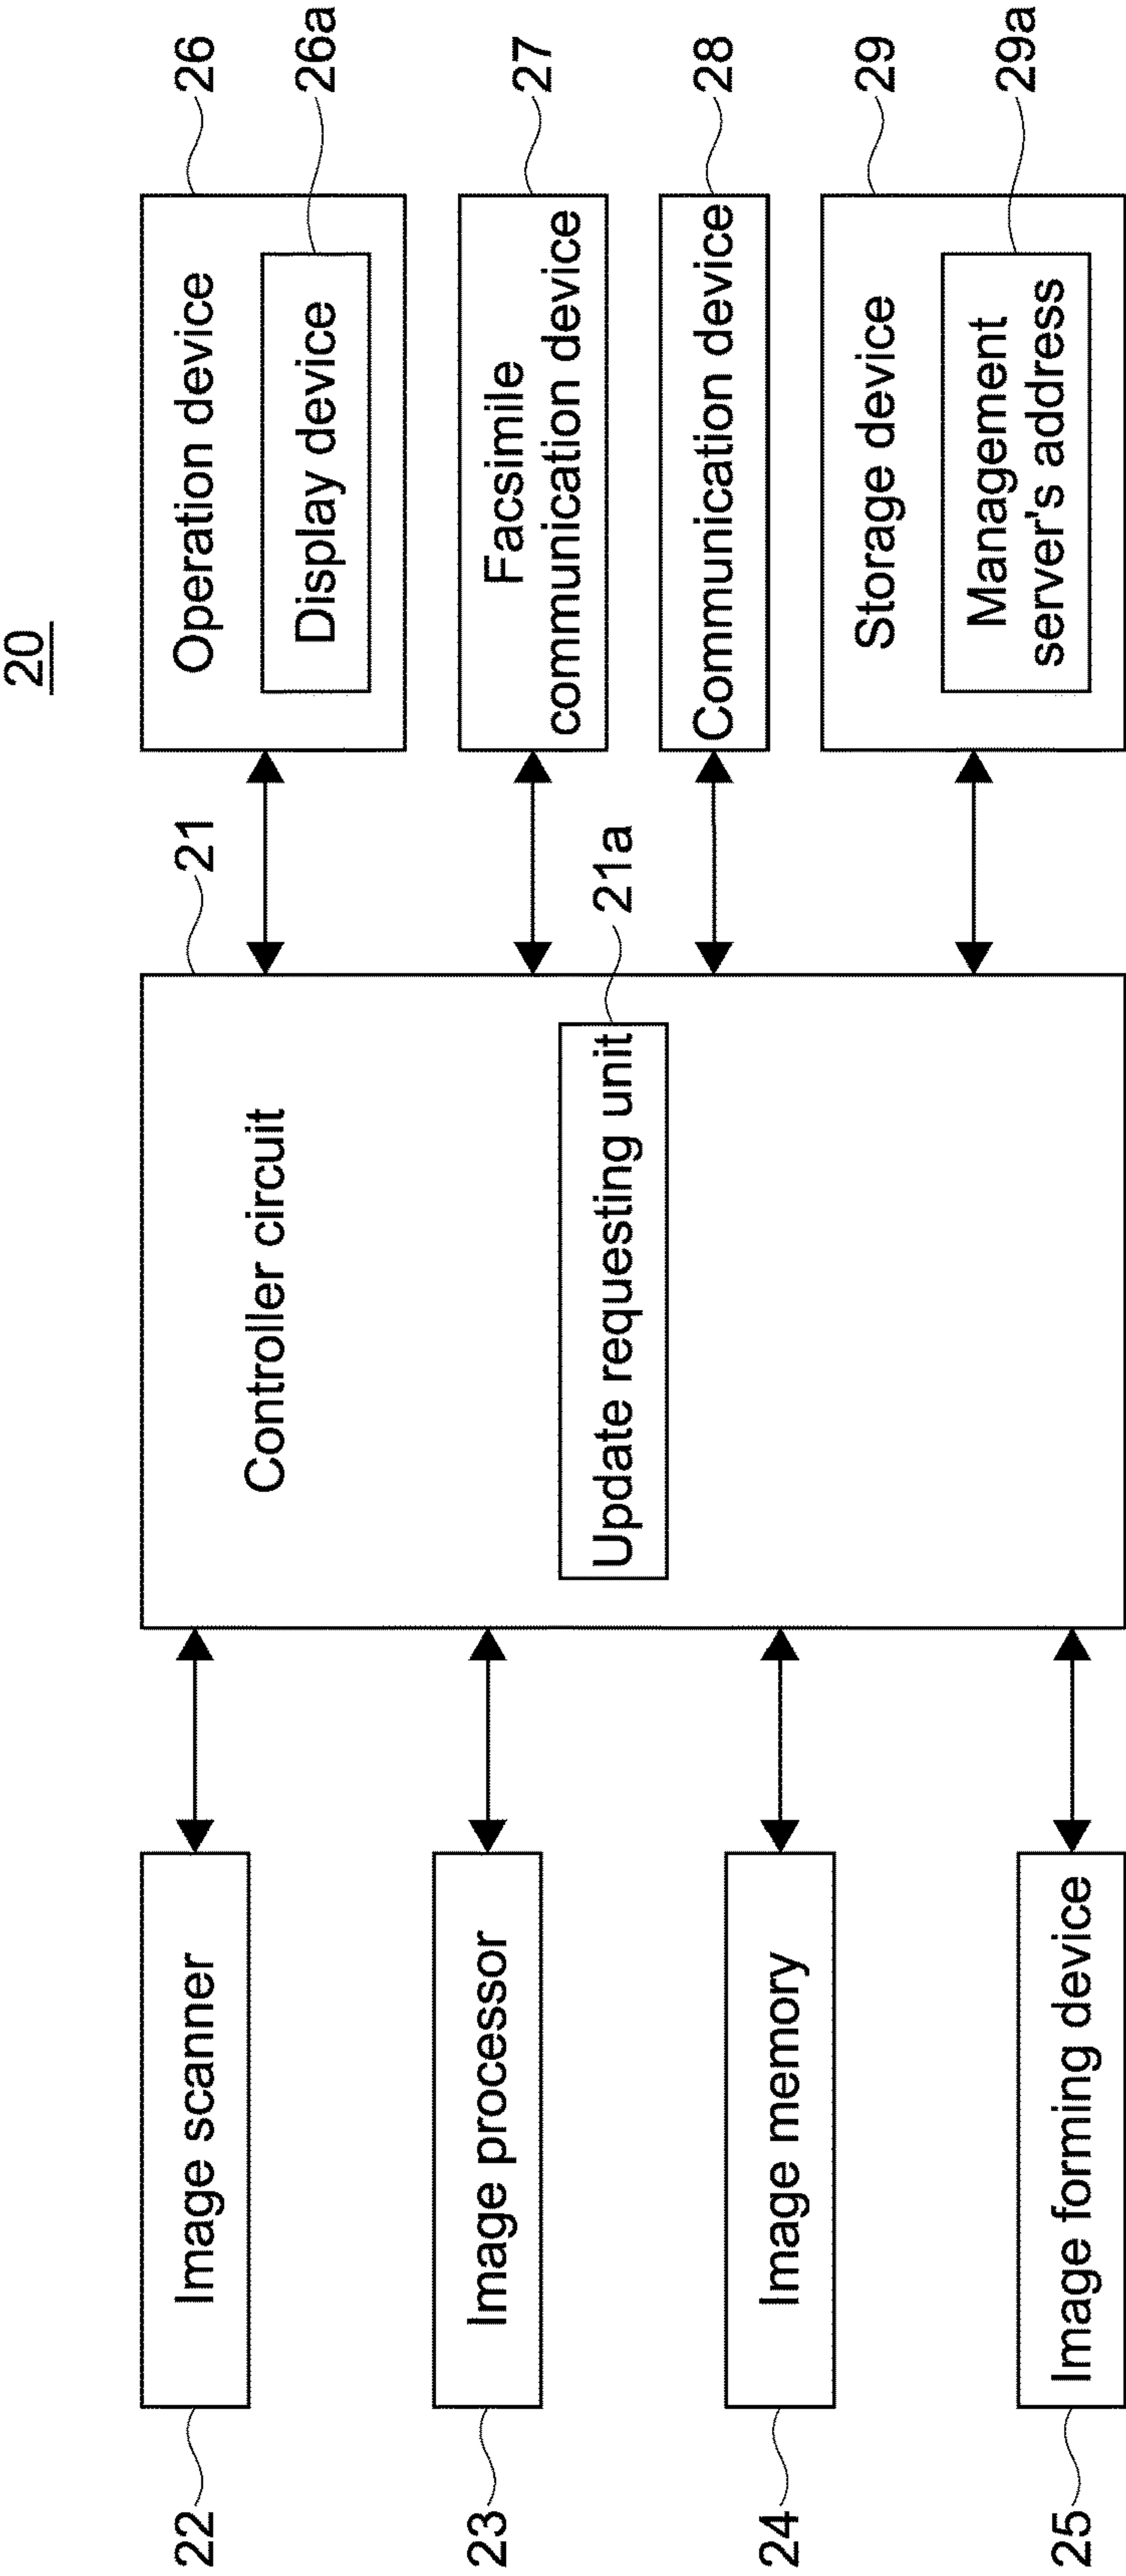 20
22
Image scanner
23
Image processor
24
Image memory
25
Image forming device
21
Controller circuit
21a
Update requesting unit
26
Operation device
26a
Display device
27
Facsimile
communication device
28
Communication device
29
Storage device
29a
Management
server's address